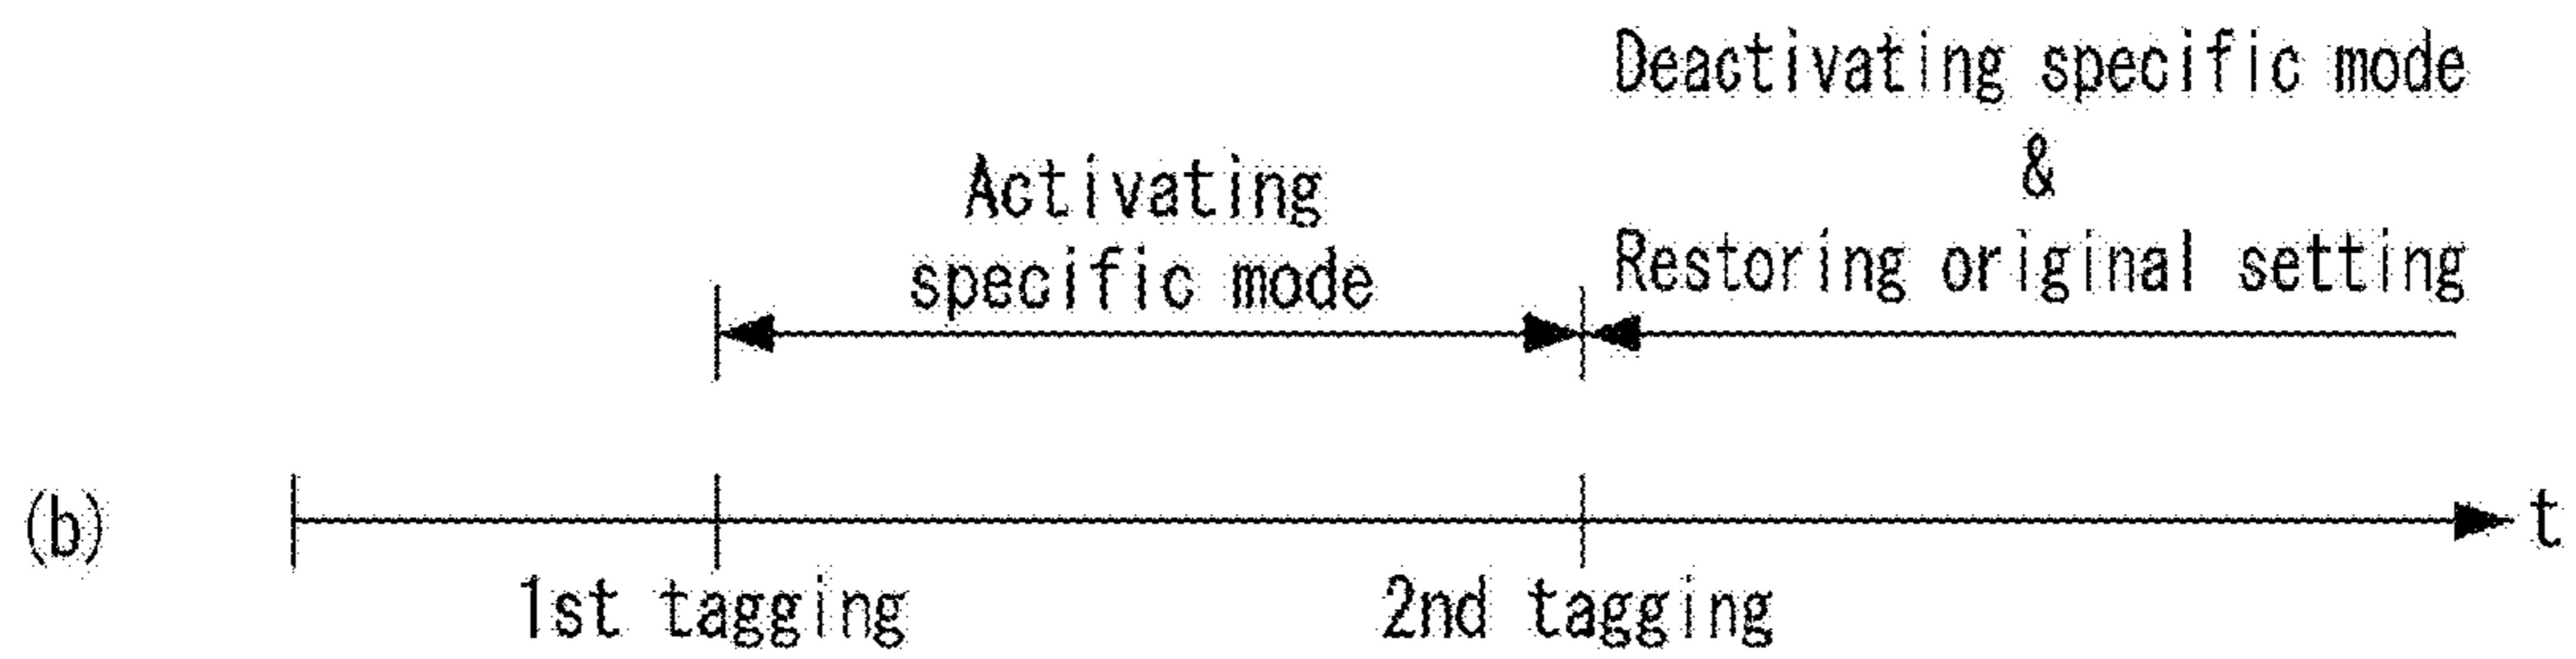 Deactivating specific mode
&
Restoring original setting
Activating
specific mode
(b)
t
1st tagging
2nd tagging